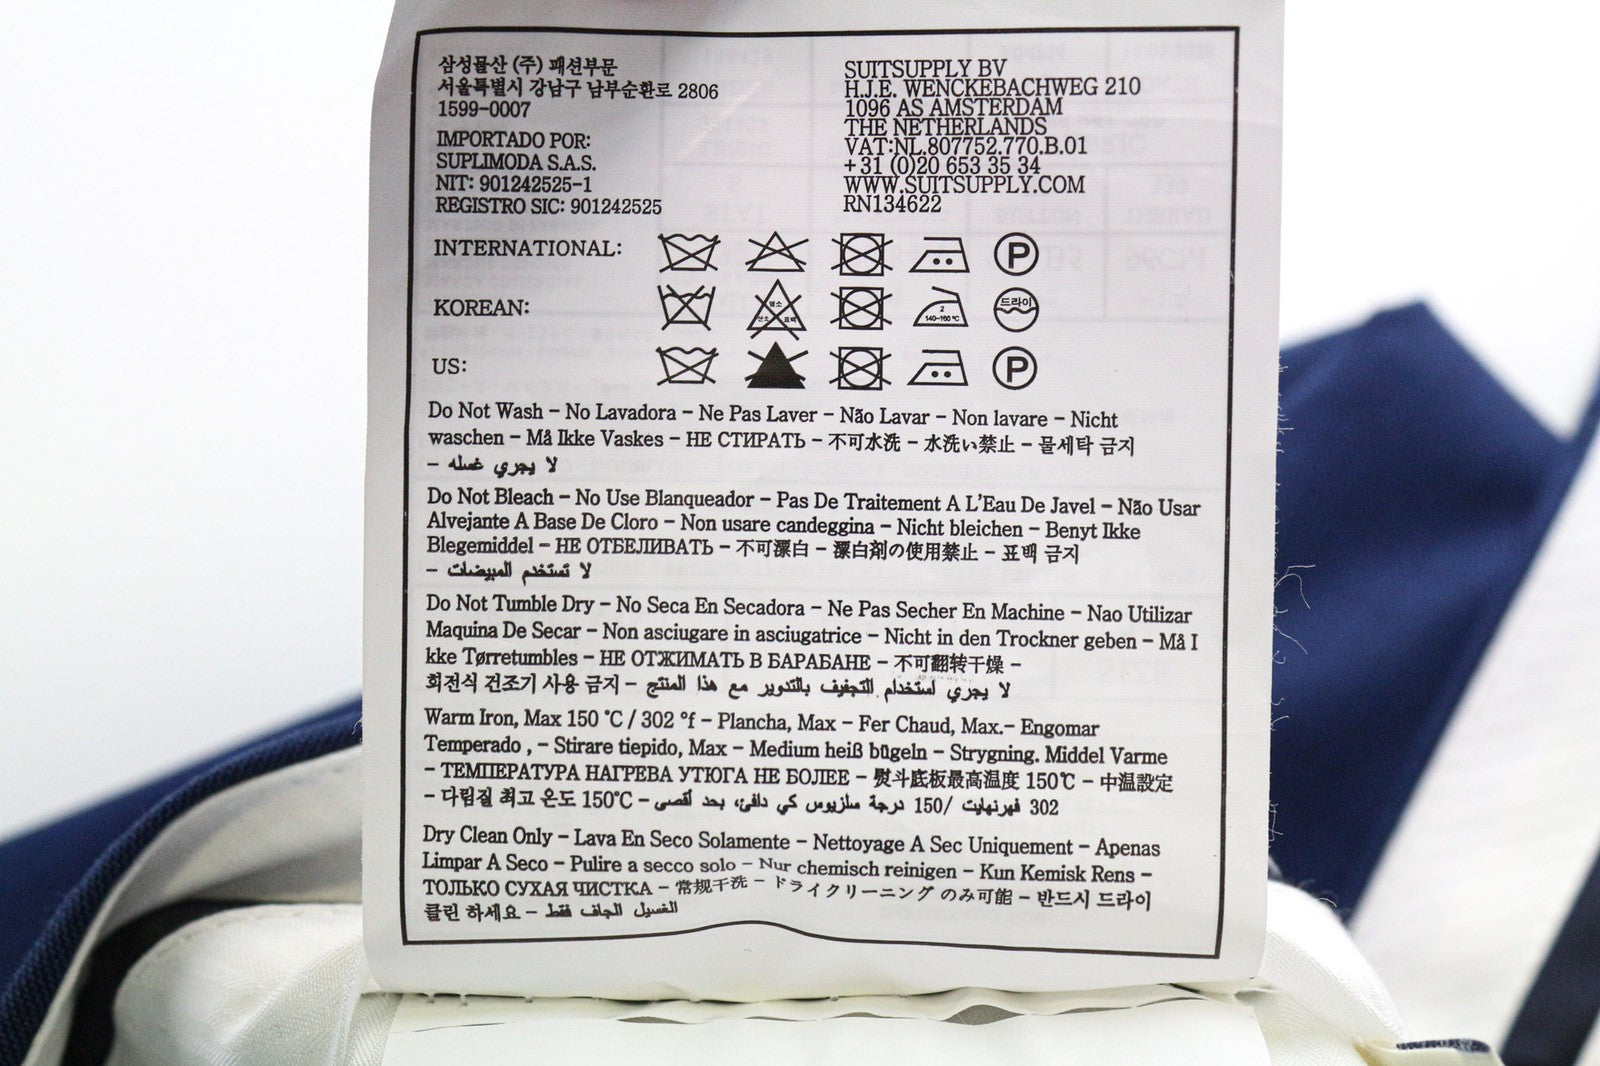 삼성물산 (주) 패션부문
서울특별시 강남구 남부순환로 2806
1599-0007
IMPORTADO POR:
SUPLIMODA S.A.S.
NIT: 901242525-1
REGISTRO SIC: 901242525
SUITSUPPLY BV
H.J.E. WENCKEBACHWEG 210
1096 AS AMSTERDAM
THE NETHERLANDS
VAT:NL.807752.770.B.01
+31 (0)20 653 35 34
WWW.SUITSUPPLY.COM
RN134622
INTERNATIONAL: P
KOREAN: 염소 산소 표백 2 140~160℃ 드라이
US: P
Do Not Wash – No Lavadora – Ne Pas Laver – Não Lavar – Non lavare – Nicht
waschen – Må Ikke Vaskes – НЕ СТИРАТЬ – 不可水洗 – 水洗い禁止 – 물세탁 금지
– لا يجري غسله
Do Not Bleach – No Use Blanqueador – Pas De Traitement A L'Eau De Javel – Não Usar
Alvejante A Base De Cloro – Non usare candeggina – Nicht bleichen – Benyt Ikke
Blegemiddel – НЕ ОТБЕЛИВАТЬ – 不可漂白 – 漂白剤の使用禁止 – 표백 금지
– لا تستخدم المبيضات
Do Not Tumble Dry – No Seca En Secadora – Ne Pas Secher En Machine – Nao Utilizar
Maquina De Secar – Non asciugare in asciugatrice – Nicht in den Trockner geben – Må I
kke Tørretumbles – НЕ ОТЖИМАТЬ В БАРАБАНЕ – 不可翻转干燥 –
회전식 건조기 사용 금지 – لا يجري استخدام التجفيف بالتدوير مع هذا المنتج
Warm Iron, Max 150 °C / 302 °f – Plancha, Max – Fer Chaud, Max.– Engomar
Temperado , – Stirare tiepido, Max – Medium heiß bügeln – Strygning. Middel Varme
– ТЕМПЕРАТУРА НАГРЕВА УТЮГА НЕ БОЛЕЕ – 熨斗底板最高温度 150℃ – 中温設定
– 다림질 최고 온도 150°C – كي دافئ، بحد أقصى 150 درجة سلزيوس/ 302 فهرنهايت
Dry Clean Only – Lava En Seco Solamente – Nettoyage A Sec Uniquement – Apenas
Limpar A Seco – Pulire a secco solo – Nur chemisch reinigen – Kun Kemisk Rens –
ТОЛЬКО СУХАЯ ЧИСТКА – 常规干洗 – ドライクリーニング のみ可能 – 반드시 드라이
클린 하세요 – الغسيل الجاف فقط